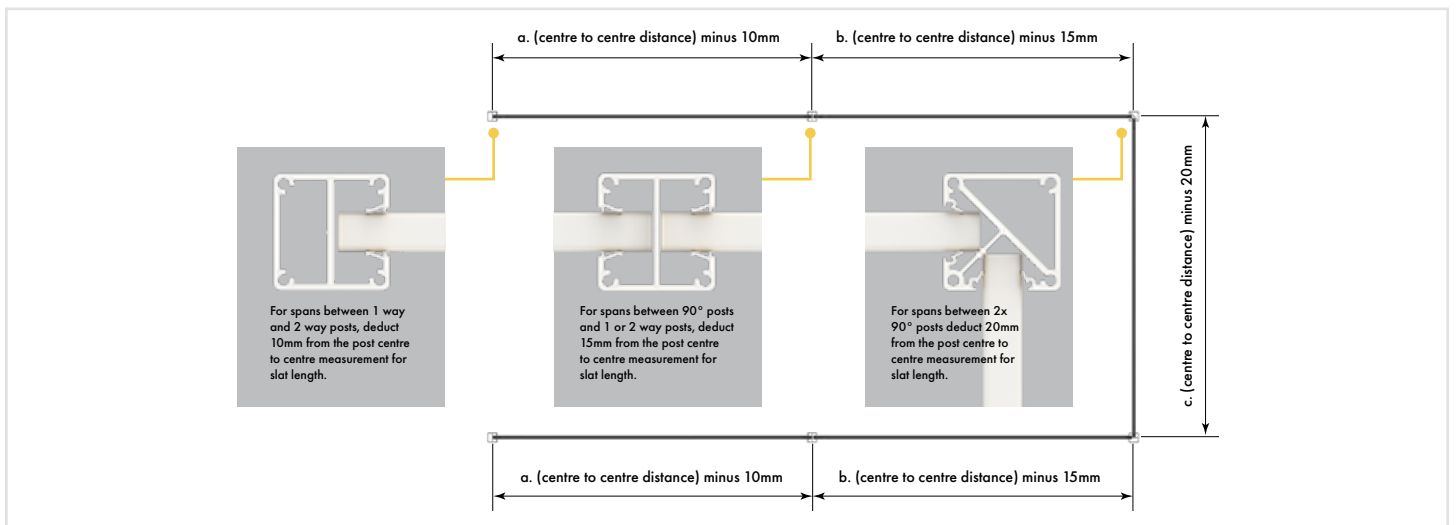 a. (centre to centre distance) minus 10mm
b. (centre to centre distance) minus 15mm
For spans between 1 way
and 2 way posts, deduct
10mm from the post centre
to centre measurement for
slat length.
For spans between 90° posts
and 1 or 2 way posts, deduct
15mm from the post centre
to centre measurement for
slat length.
For spans between 2x
90° posts deduct 20mm
from the post centre to
centre measurement for
slat length.
c. (centre to centre distance) minus 20mm
a. (centre to centre distance) minus 10mm
b. (centre to centre distance) minus 15mm